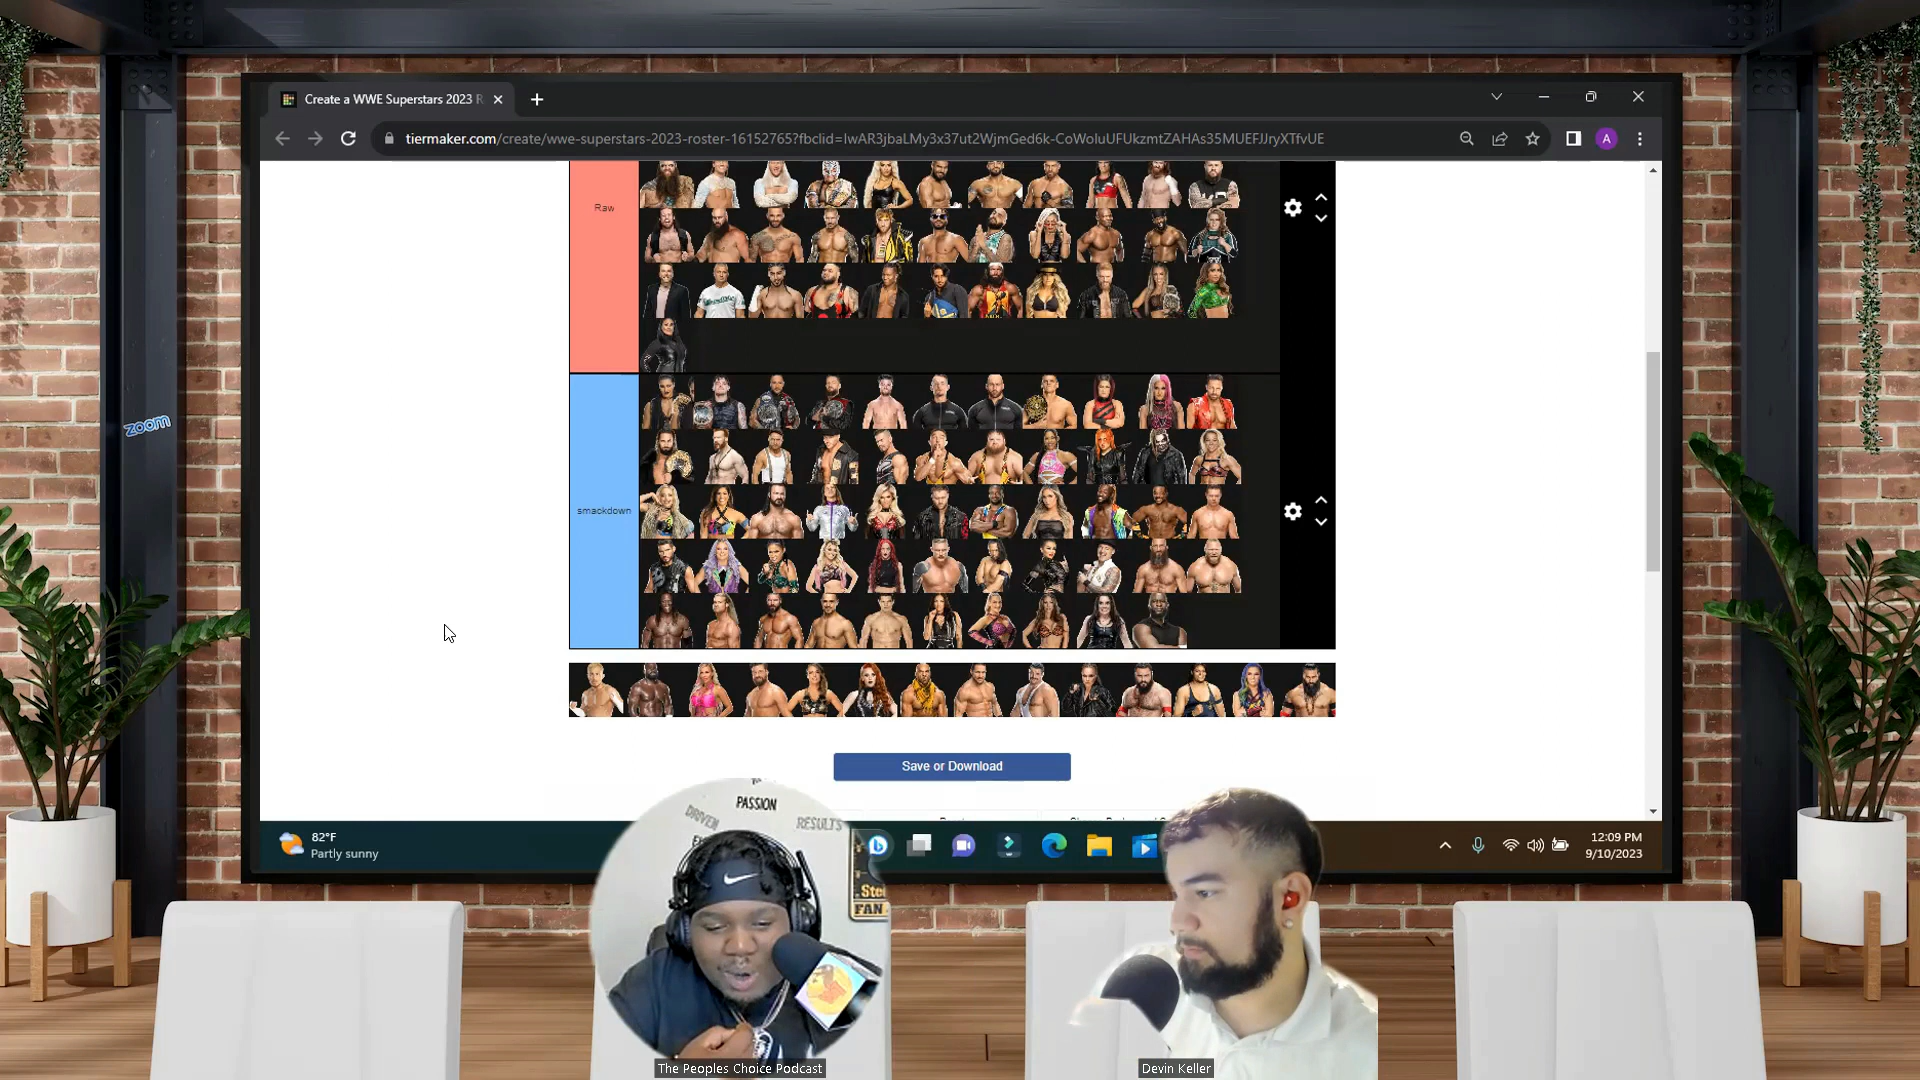 Create a WWE Superstars 2023 R
tiermaker.com/create/wwe-superstars-2023-roster-16152765?fbclid=IwAR3jbaLMy3x37ut2WjmGed6k-CoWoluUFUkzmtZAHAs35MUEFJJryXTfvUE
A
Raw
zoom
smackdown
Save or Download
82°F
Partly sunny
12:09 PM
9/10/2023
PASSION
DRIVEN
RESULTS
FAN
The Peoples Choice Podcast
Devin Keller